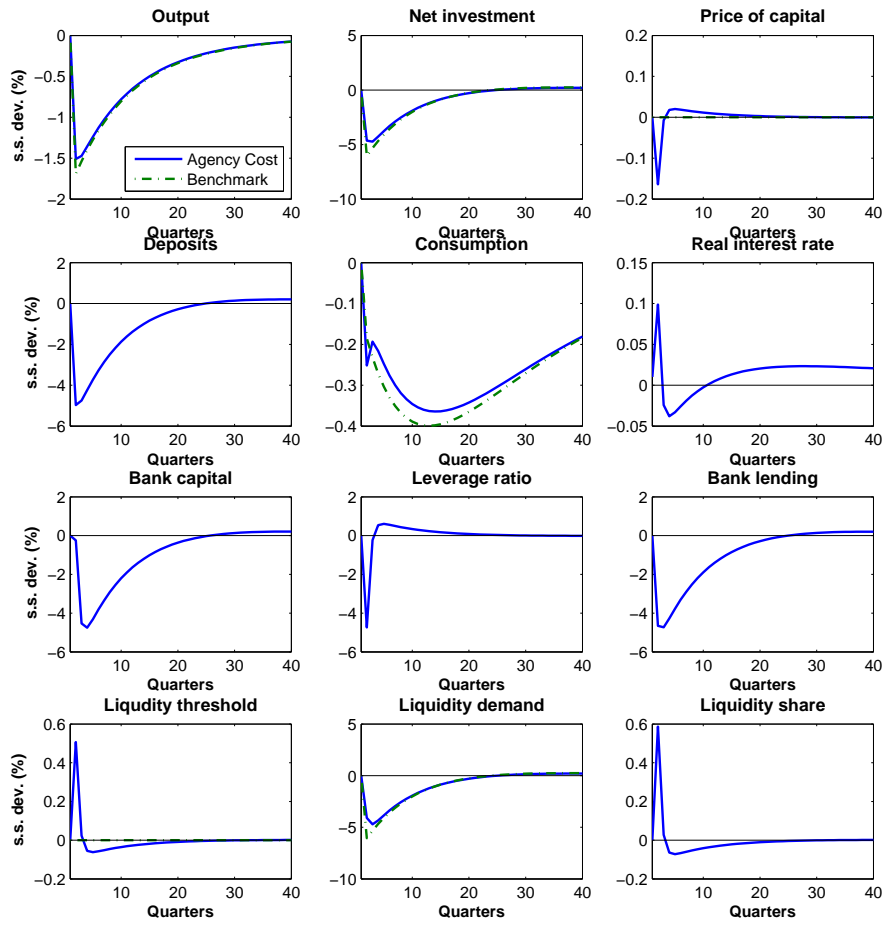 Output
s.s. dev. (%)
0
−0.5
−1
−1.5
−2
10 20 30 40
Agency Cost
Benchmark
Net investment
5
0
−5
−10
10 20 30 40
Quarters
Price of capital
0.2
0.1
0
−0.1
−0.2
10 20 30 40
Quarters
Deposits
s.s. dev. (%)
2
0
−2
−4
−6
10 20 30 40
Quarters
Consumption
0
−0.1
−0.2
−0.3
−0.4
10 20 30 40
Quarters
Real interest rate
0.15
0.1
0.05
0
−0.05
10 20 30 40
Quarters
Bank capital
s.s. dev. (%)
2
0
−2
−4
−6
10 20 30 40
Quarters
Leverage ratio
2
0
−2
−4
−6
10 20 30 40
Quarters
Bank lending
2
0
−2
−4
−6
10 20 30 40
Quarters
Liqudity threshold
s.s. dev. (%)
0.6
0.4
0.2
0
−0.2
10 20 30 40
Quarters
Liquidity demand
5
0
−5
−10
10 20 30 40
Quarters
Liquidity share
0.6
0.4
0.2
0
−0.2
10 20 30 40
Quarters